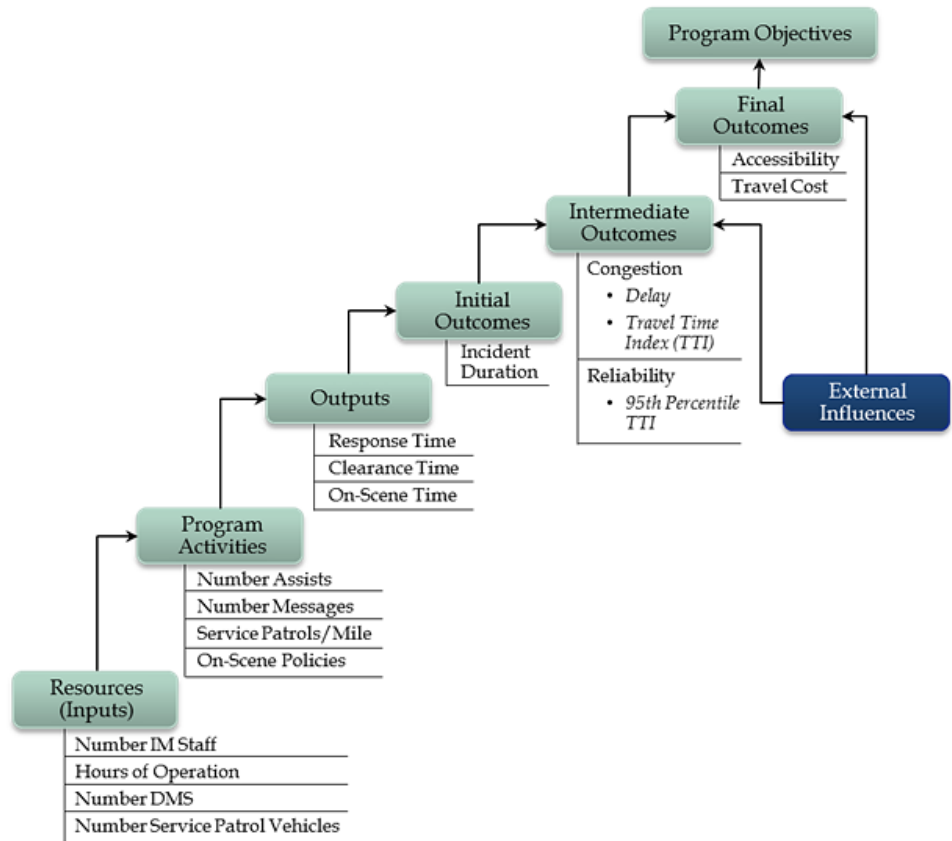 Program Objectives
Final
Outcomes
Accessibility
Travel Cost
Intermediate
Outcomes
Congestion
• Delay
• Travel Time
Index (TTI)
Reliability
• 95th Percentile
TTI
External
Influences
Initial
Outcomes
Incident
Duration
Outputs
Response Time
Clearance Time
On-Scene Time
Program
Activities
Number Assists
Number Messages
Service Patrols/Mile
On-Scene Policies
Resources
(Inputs)
Number IM Staff
Hours of Operation
Number DMS
Number Service Patrol Vehicles